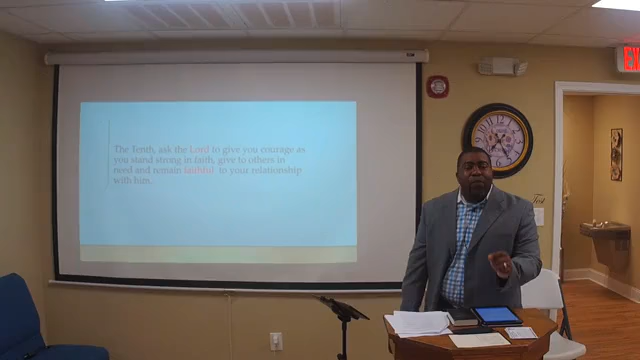 The Tenth, ask the Lord to give you courage as
you stand strong in faith, give to others in
need and remain faithful to your relationship
with him.
EX